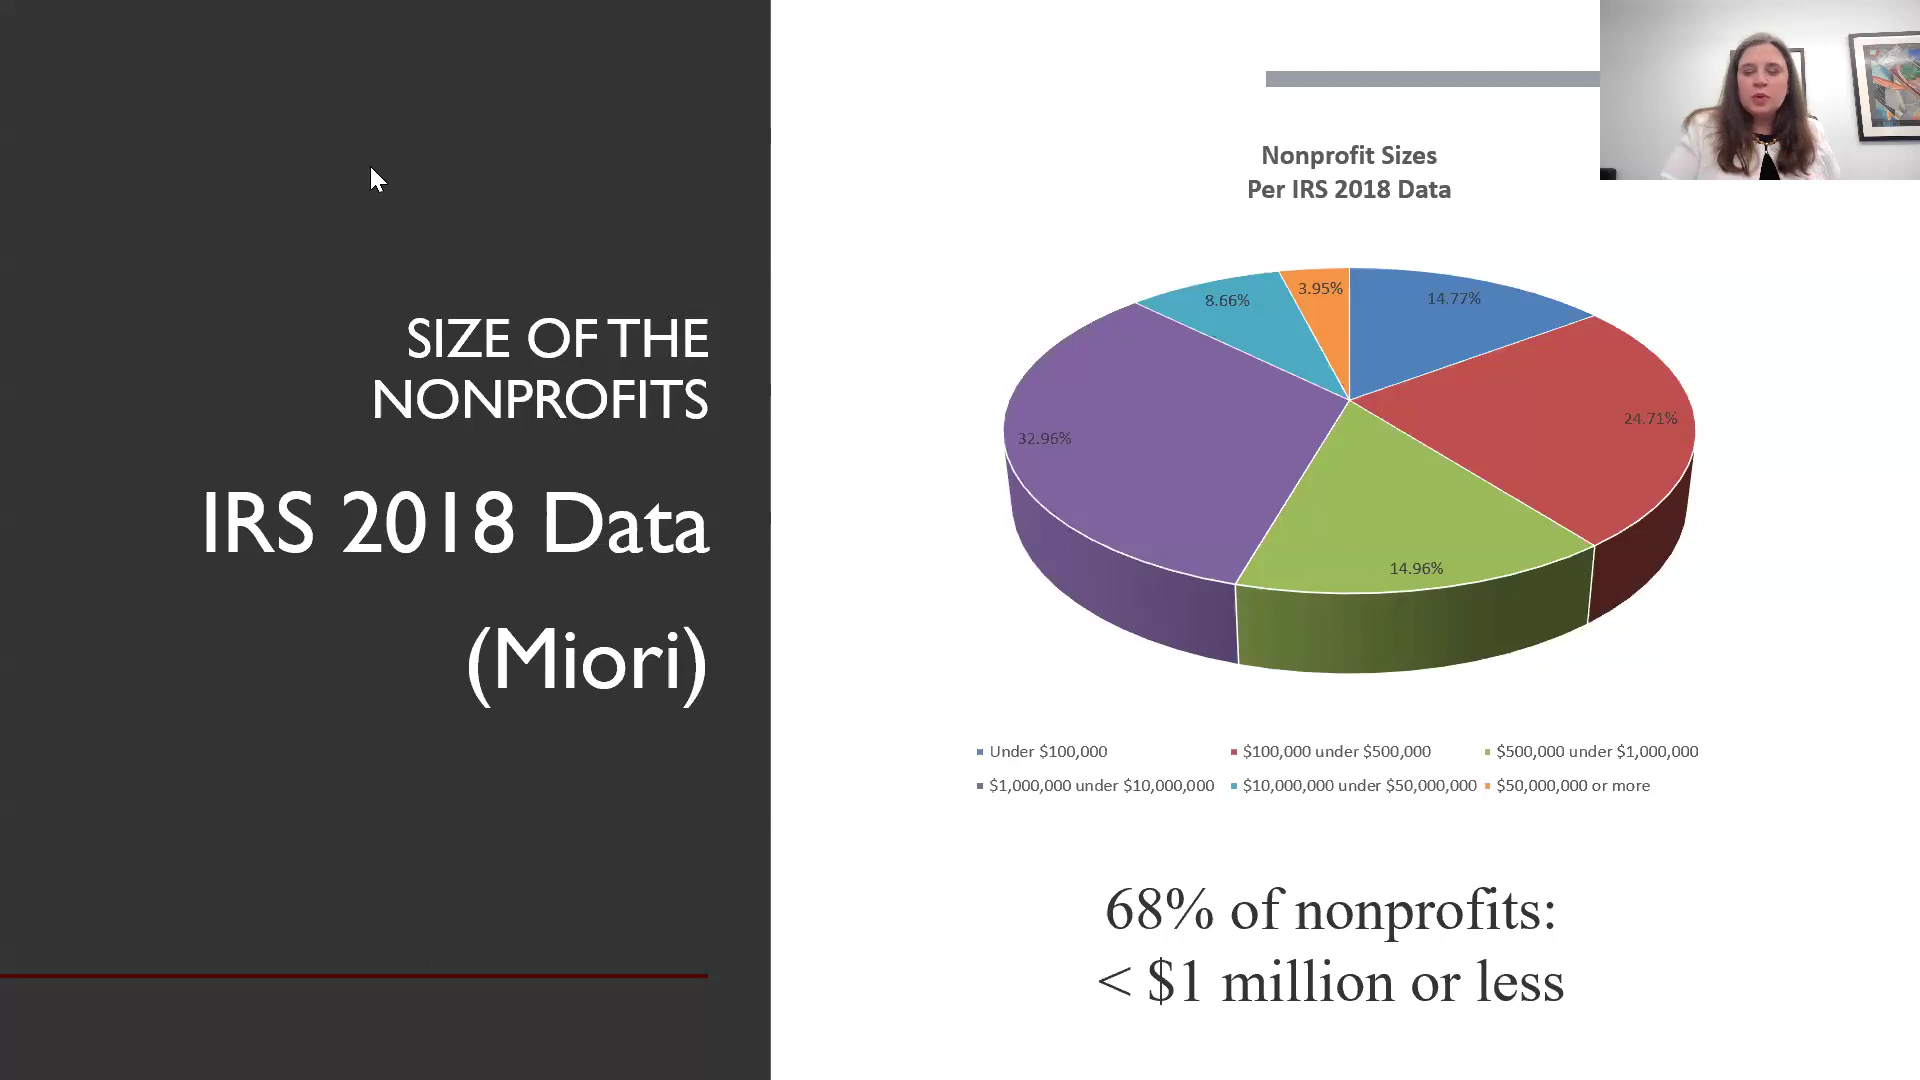 SIZE OF THE
NONPROFITS
IRS 2018 Data
(Miori)
Nonprofit Sizes
Per IRS 2018 Data
8.66%
3.95%
14.77%
32.96%
24.71%
14.96%
Under $100,000
$100,000 under $500,000
$500,000 under $1,000,000
$1,000,000 under $10,000,000
$10,000,000 under $50,000,000
$50,000,000 or more
68% of nonprofits:
< $1 million or less